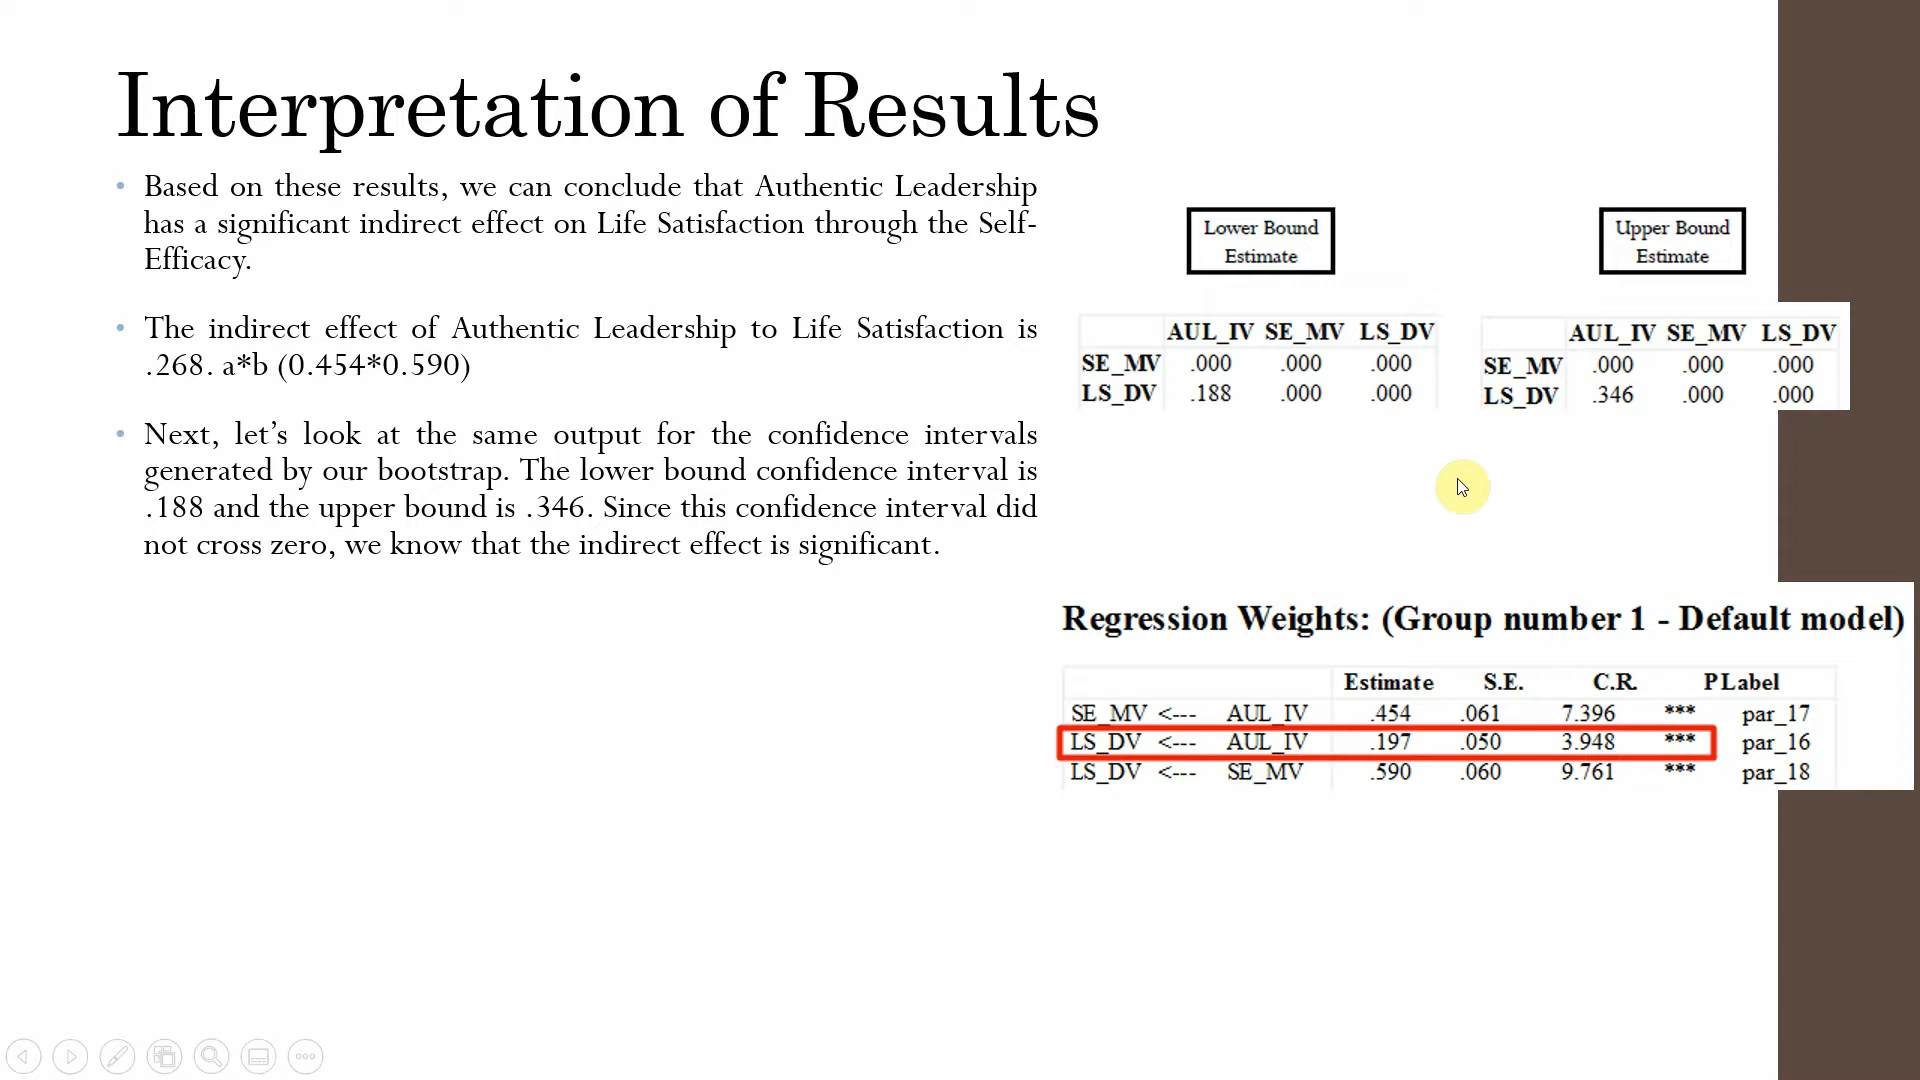 Interpretation of Results
• Based on these results, we can conclude that Authentic Leadership
has a significant indirect effect on Life Satisfaction through the Self-
Efficacy.
• The indirect effect of Authentic Leadership to Life Satisfaction is
.268. a*b (0.454*0.590)
• Next, let’s look at the same output for the confidence intervals
generated by our bootstrap. The lower bound confidence interval is
.188 and the upper bound is .346. Since this confidence interval did
not cross zero, we know that the indirect effect is significant.
Lower Bound
Estimate
AUL_IV SE_MV LS_DV
SE_MV .000 .000 .000
LS_DV .188 .000 .000
Upper Bound
Estimate
AUL_IV SE_MV LS_DV
SE_MV .000 .000 .000
LS_DV .346 .000 .000
Regression Weights: (Group number 1 - Default model)
Estimate S.E. C.R. P Label
SE_MV <--- AUL_IV .454 .061 7.396 *** par_17
LS_DV <--- AUL_IV .197 .050 3.948 *** par_16
LS_DV <--- SE_MV .590 .060 9.761 *** par_18